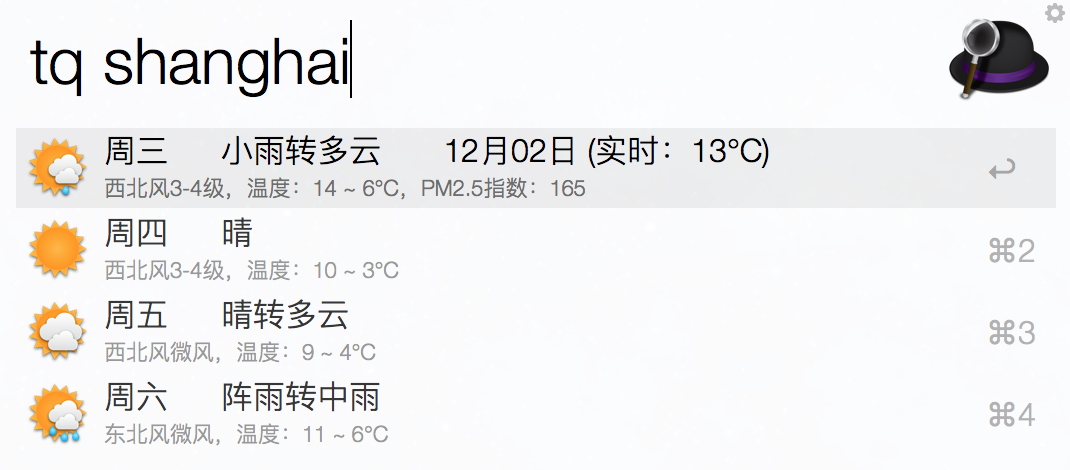 tq shanghai
周三 小雨转多云 12月02日 (实时：13℃)
西北风3-4级，温度：14 ~ 6℃，PM2.5指数：165
周四 晴
西北风3-4级，温度：10 ~ 3℃
⌘2
周五 晴转多云
西北风微风，温度：9 ~ 4℃
⌘3
周六 阵雨转中雨
东北风微风，温度：11 ~ 6℃
⌘4